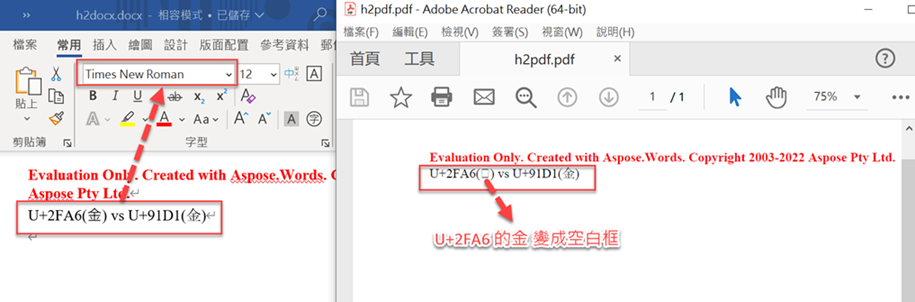 h2docx.docx - 相容模式 • 已儲存
檔案 常用 插入 繪圖 設計 版面配置 參考資料 郵件
Times New Roman 12 A
貼上
B I U ab x₂ x² A
A A Aa A A A 字
剪貼簿 字型
Evaluation Only. Created with Aspose.Words. C
Aspose Pty Ltd.
U+2FA6(⾦) vs U+91D1(金)
h2pdf.pdf - Adobe Acrobat Reader (64-bit)
檔案(F) 編輯(E) 檢視(V) 簽署(S) 視窗(W) 說明(H)
首頁 工具 h2pdf.pdf ×
1 / 1 75%
Evaluation Only. Created with Aspose.Words. Copyright 2003-2022 Aspose Pty Ltd.
U+2FA6(□) vs U+91D1(金)
U+2FA6 的金 變成空白框